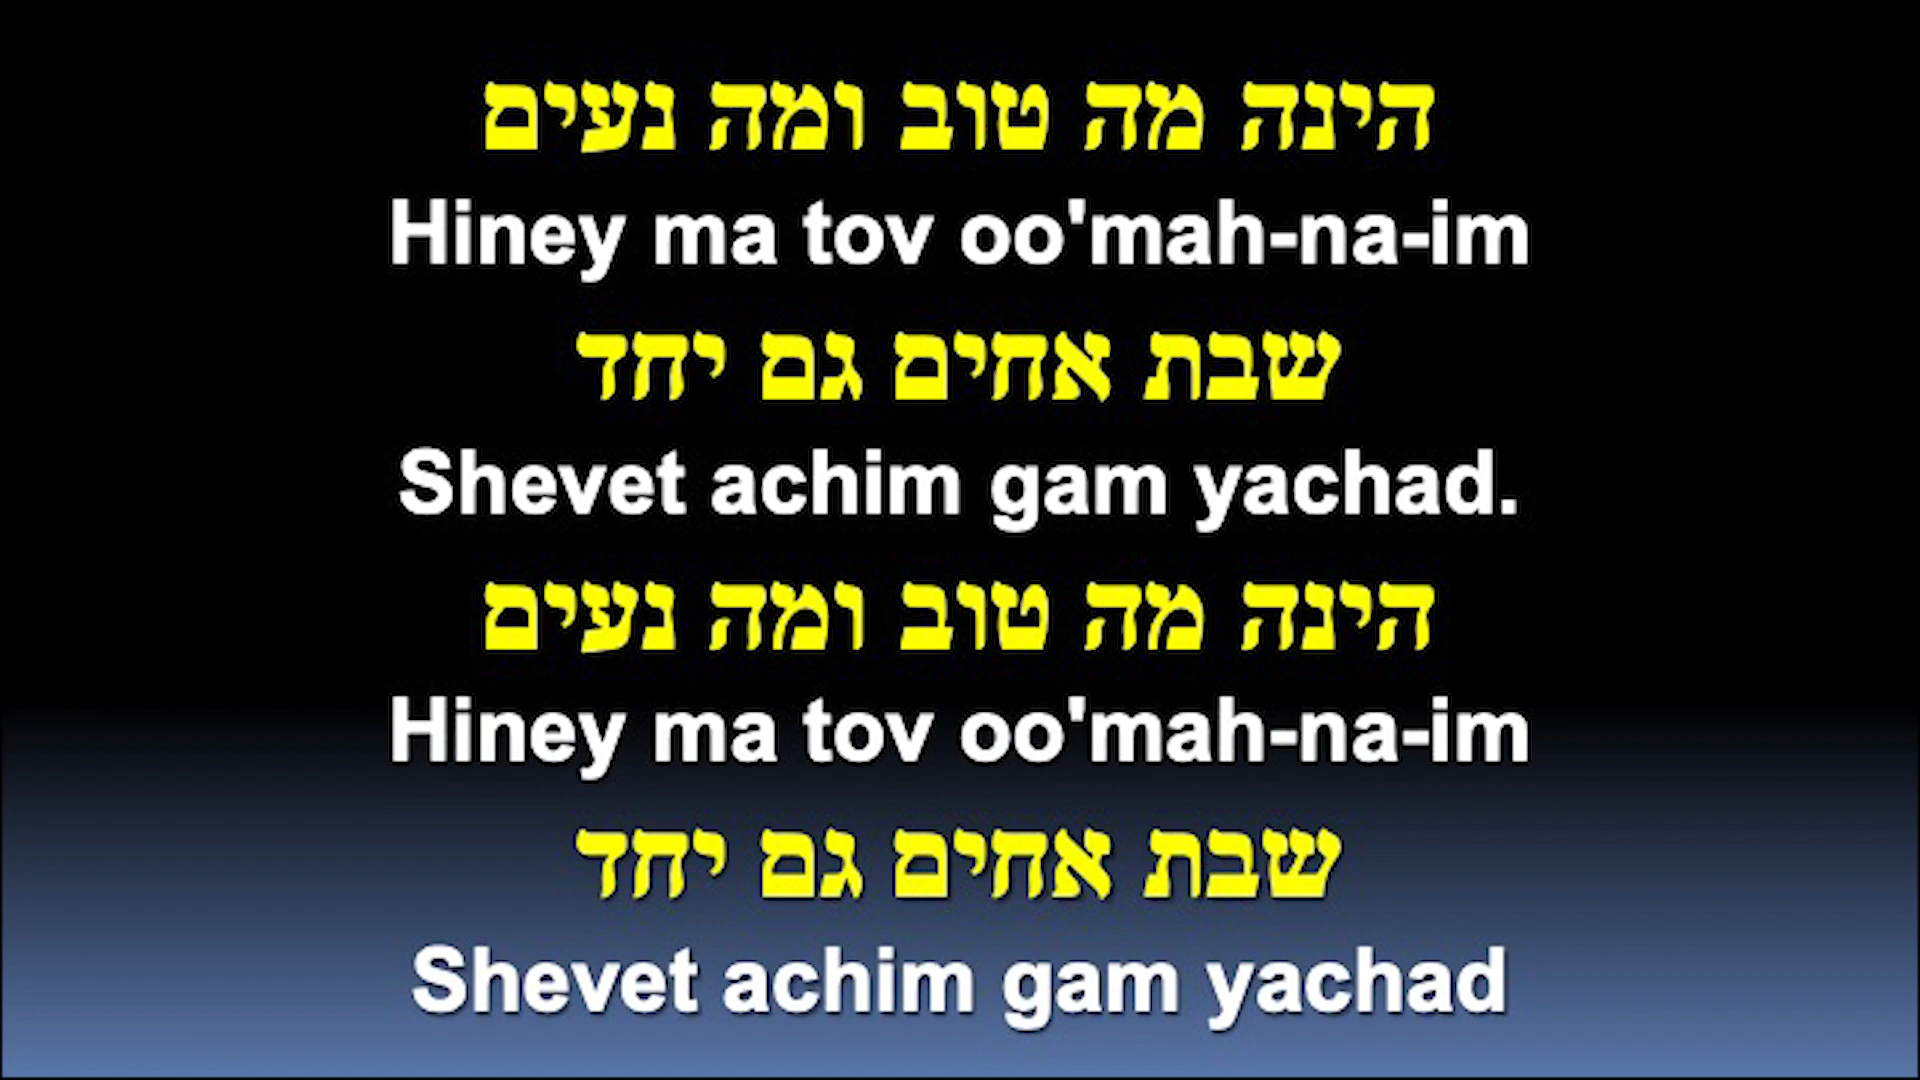 הינה מה טוב ומה נעים
Hiney ma tov oo'mah-na-im
שבת אחים גם יחד
Shevet achim gam yachad.
הינה מה טוב ומה נעים
Hiney ma tov oo'mah-na-im
שבת אחים גם יחד
Shevet achim gam yachad